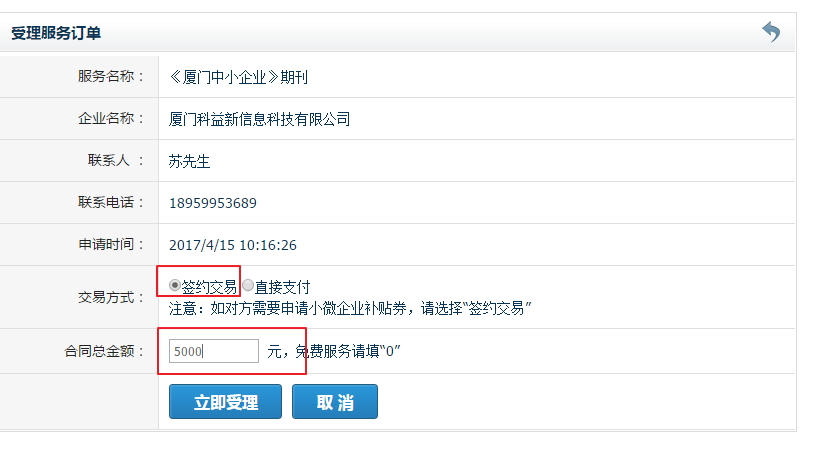 受理服务订单
服务名称： 《厦门中小企业》期刊
企业名称： 厦门科益新信息科技有限公司
联系人 ： 苏先生
联系电话： 18959953689
申请时间： 2017/4/15 10:16:26
交易方式： 签约交易 直接支付
注意：如对方需要申请小微企业补贴券，请选择“签约交易”
合同总金额： 5000 元，免费服务请填“0”
立即受理 取 消